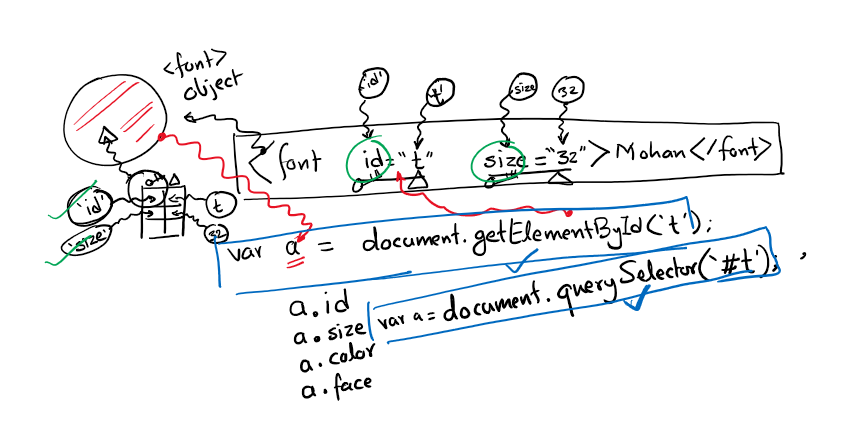 <font>
object
'id'
't'
size
32
<font id="t" size="32">Mohan</font>
'id'
t
'size'
32
var a = document.getElementById('t');
var a = document.querySelector('#t');,
a.id
a.size
a.color
a.face